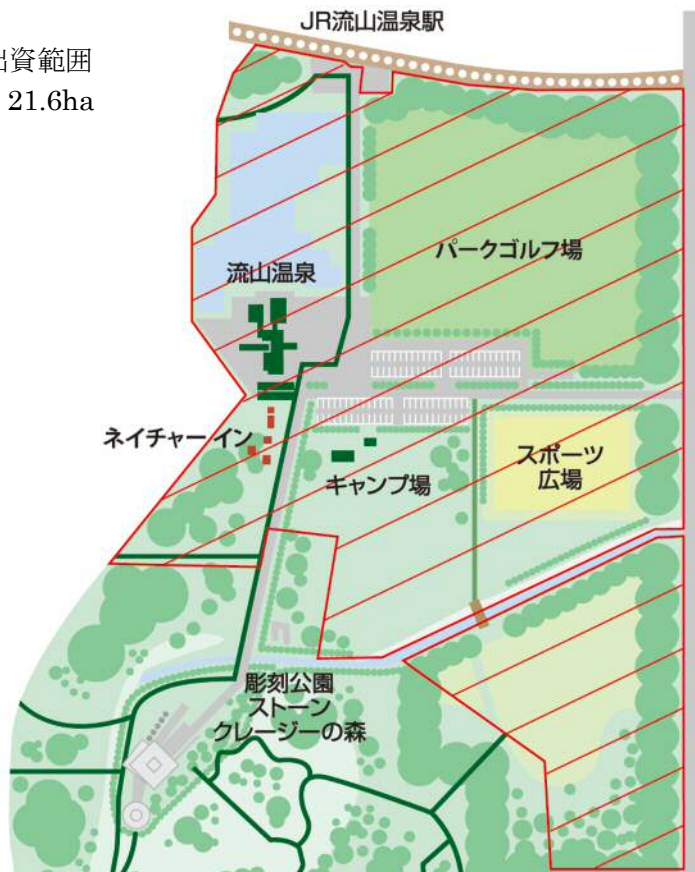 JR流山温泉駅
出資範囲
21.6ha
パークゴルフ場
流山温泉
ネイチャーイン
キャンプ場
スポーツ
広場
彫刻公園
ストーン
クレージーの森